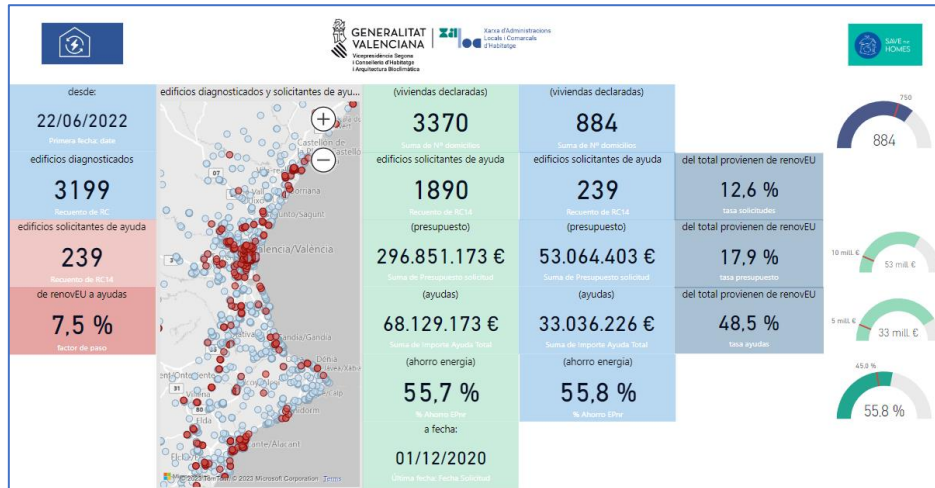 GENERALITAT
VALENCIANA
Vicepresidència Segona
i Conselleria d'Habitatge
i Arquitectura Bioclimàtica
xaloc
Xarxa d'Administracions
Locals i Comarcals
d'Habitatge
SAVE
HOMES
desde:
22/06/2022
Primera fecha: date
edificios diagnosticados
3199
Recuento de RC
edificios solicitantes de ayuda
239
Recuento de RC14
de renovEU a ayudas
7,5 %
factor de paso
edificios diagnosticados y solicitantes de ayu...
+
−
Castellón de
València/Valencia
Gandia/Gandía
Villena
Elda
© 2023 TomTom © 2023 Microsoft Corporation Terms
(viviendas declaradas)
3370
Suma de Nº domicilios
edificios solicitantes de ayuda
1890
Recuento de RC14
(presupuesto)
296.851.173 €
Suma de Presupuesto solicitud
(ayudas)
68.129.173 €
Suma de Importe Ayuda Total
(ahorro energia)
55,7 %
% Ahorro EPnr
a fecha:
01/12/2020
Última fecha: Fecha Solicitud
(viviendas declaradas)
884
Suma de Nº domicilios
edificios solicitantes de ayuda
239
Recuento de RC14
(presupuesto)
53.064.403 €
Suma de Presupuesto solicitud
(ayudas)
33.036.226 €
Suma de Importe Ayuda Total
(ahorro energia)
55,8 %
% Ahorro EPnr
del total provienen de renovEU
12,6 %
tasa solicitudes
del total provienen de renovEU
17,9 %
tasa presupuesto
del total provienen de renovEU
48,5 %
tasa ayudas
750
884
10 mill. €
53 mill. €
5 mill. €
33 mill. €
45,0 %
55,8 %